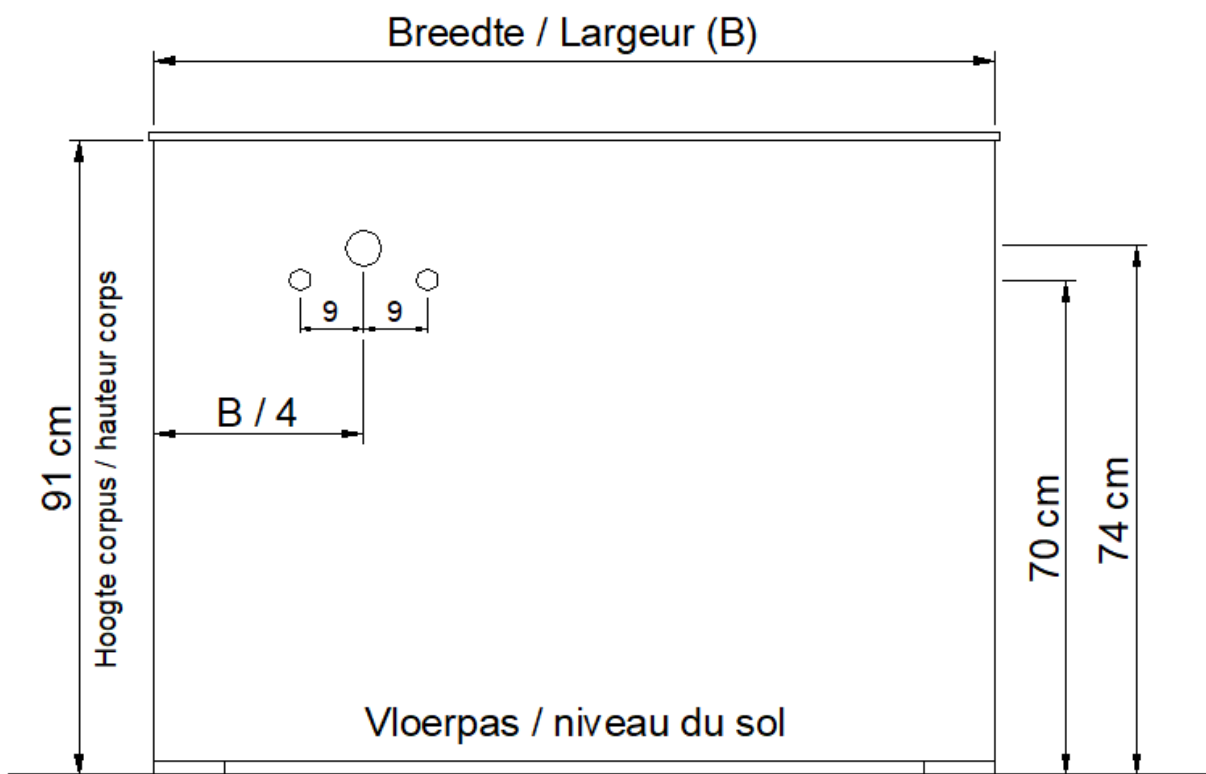 Breedte / Largeur (B)
9
9
B / 4
91 cm
Hoogte corpus / hauteur corps
70 cm
74 cm
Vloerpas / niveau du sol